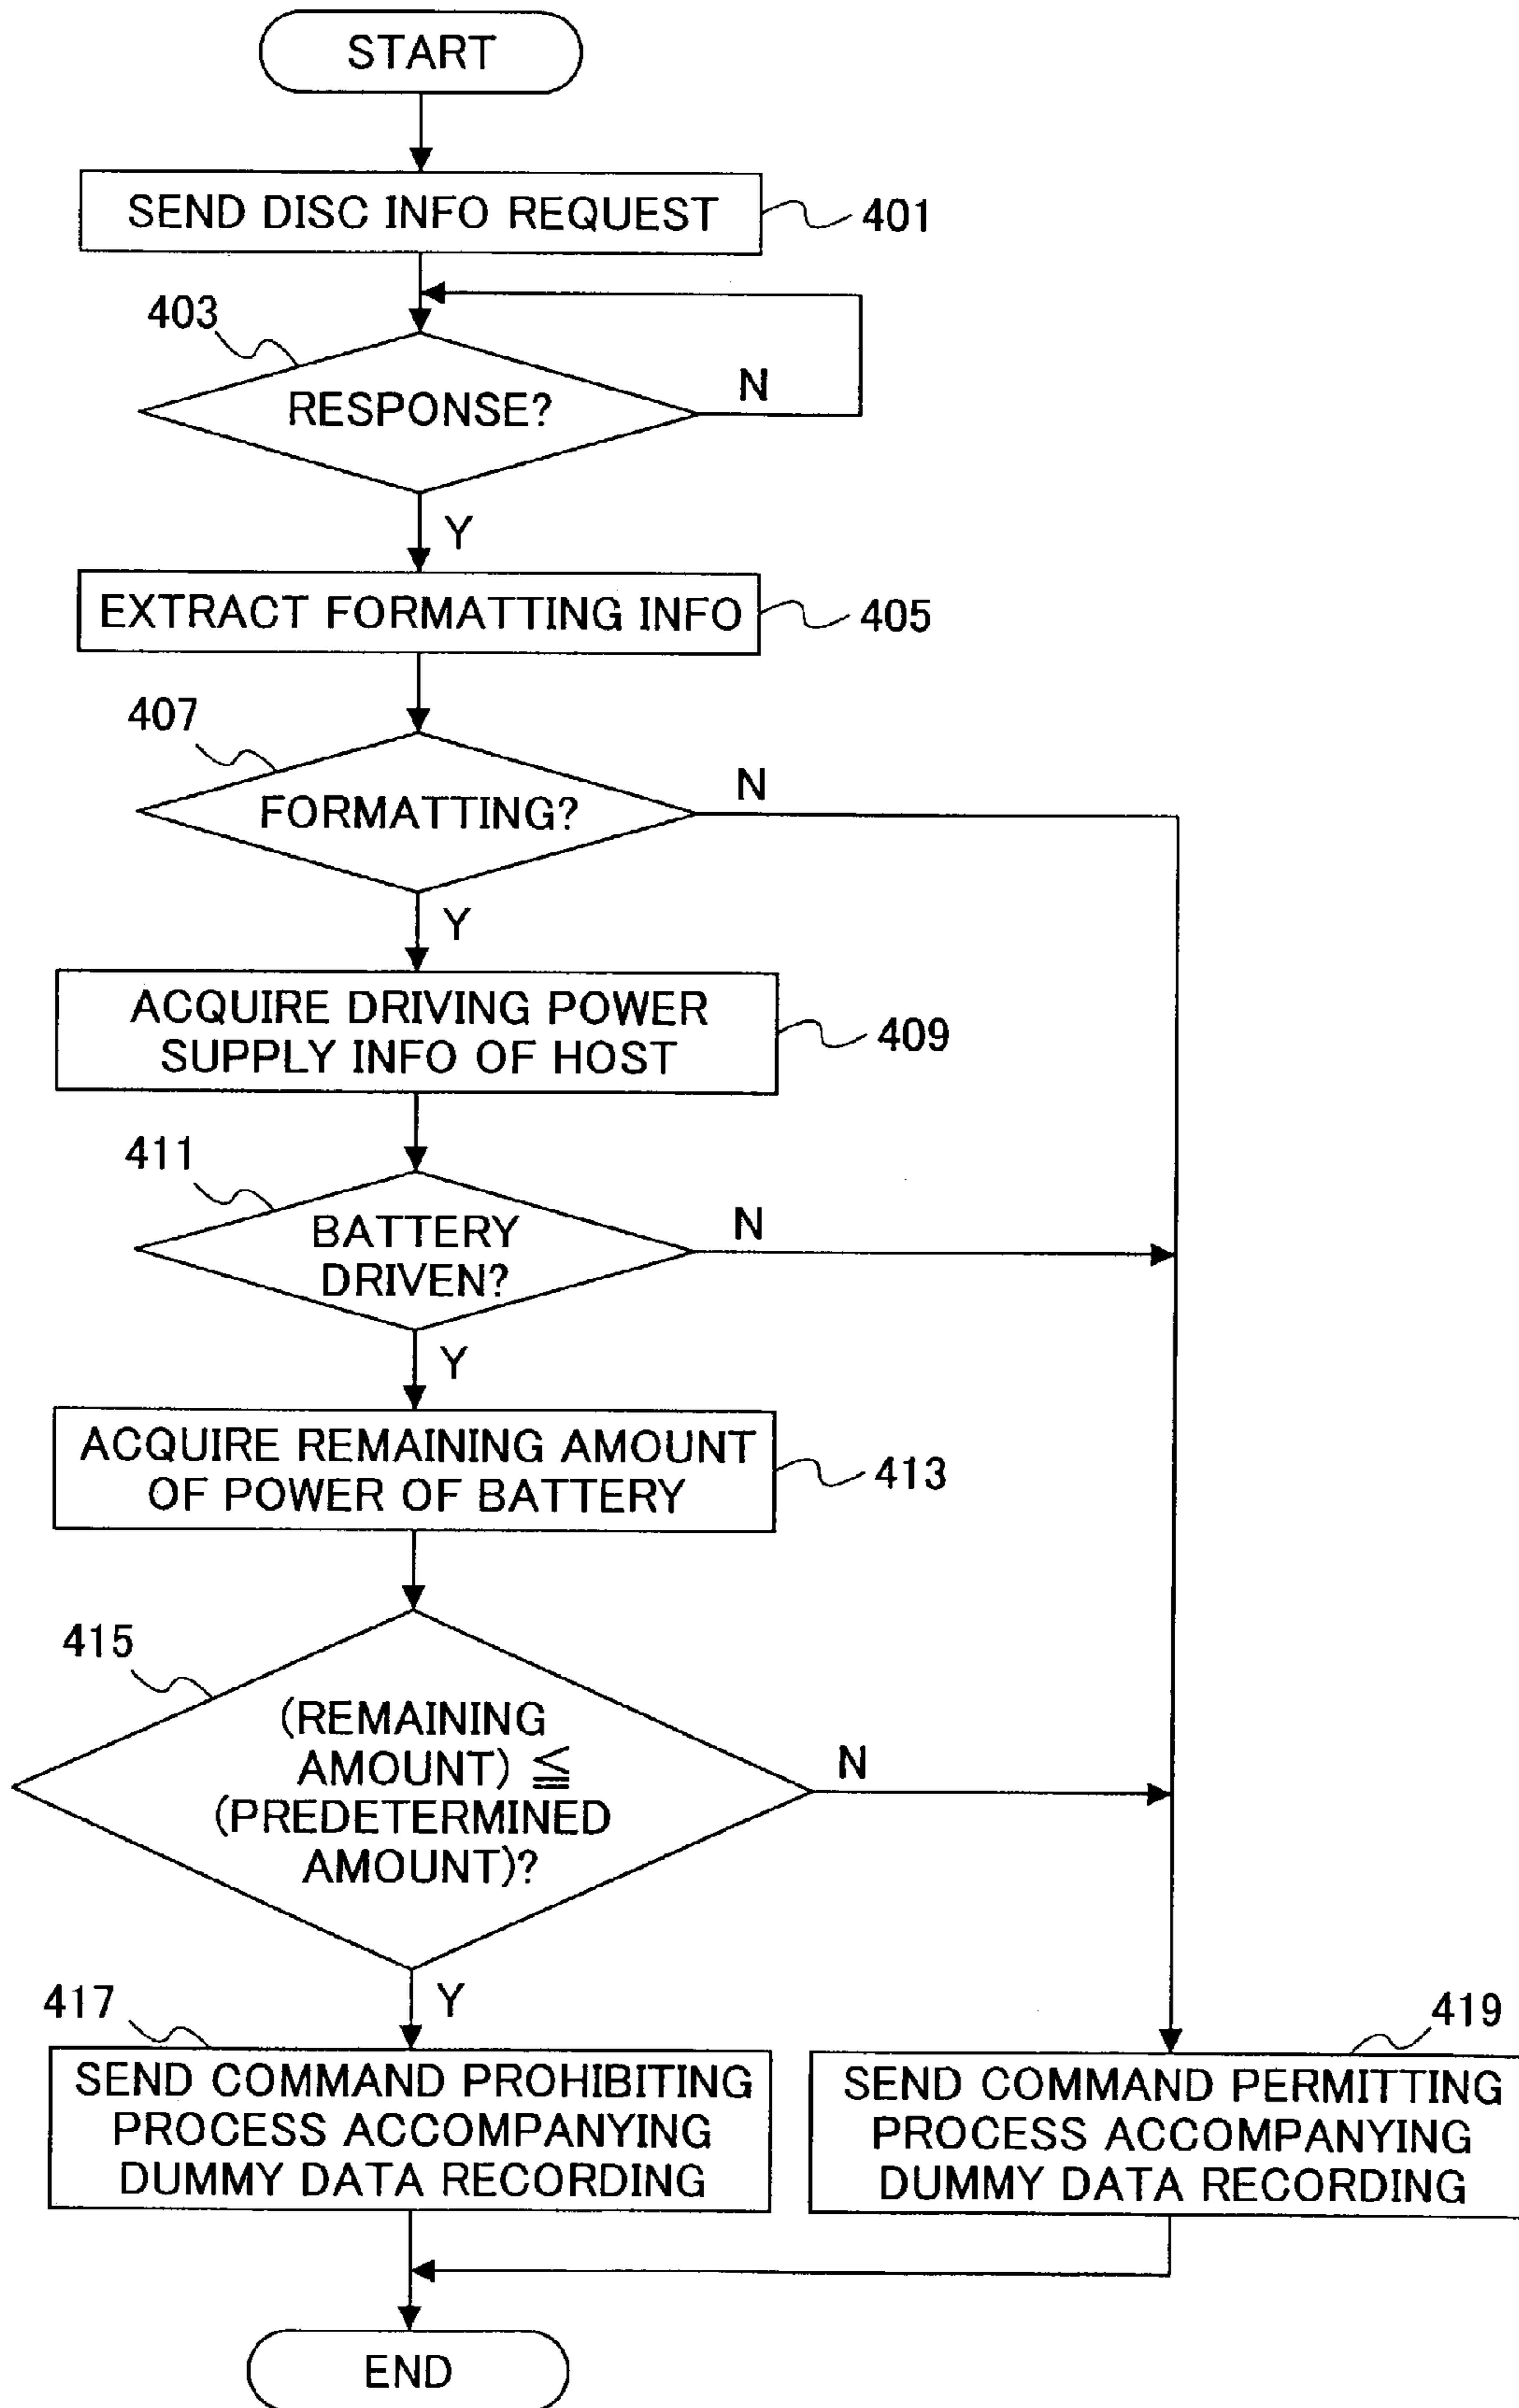 START
SEND DISC INFO REQUEST
401
403
RESPONSE?
N
Y
EXTRACT FORMATTING INFO
405
407
FORMATTING?
N
Y
ACQUIRE DRIVING POWER
SUPPLY INFO OF HOST
409
411
BATTERY
DRIVEN?
N
Y
ACQUIRE REMAINING AMOUNT
OF POWER OF BATTERY
413
415
(REMAINING
AMOUNT) ≦
(PREDETERMINED
AMOUNT)?
N
Y
417
SEND COMMAND PROHIBITING
PROCESS ACCOMPANYING
DUMMY DATA RECORDING
419
SEND COMMAND PERMITTING
PROCESS ACCOMPANYING
DUMMY DATA RECORDING
END